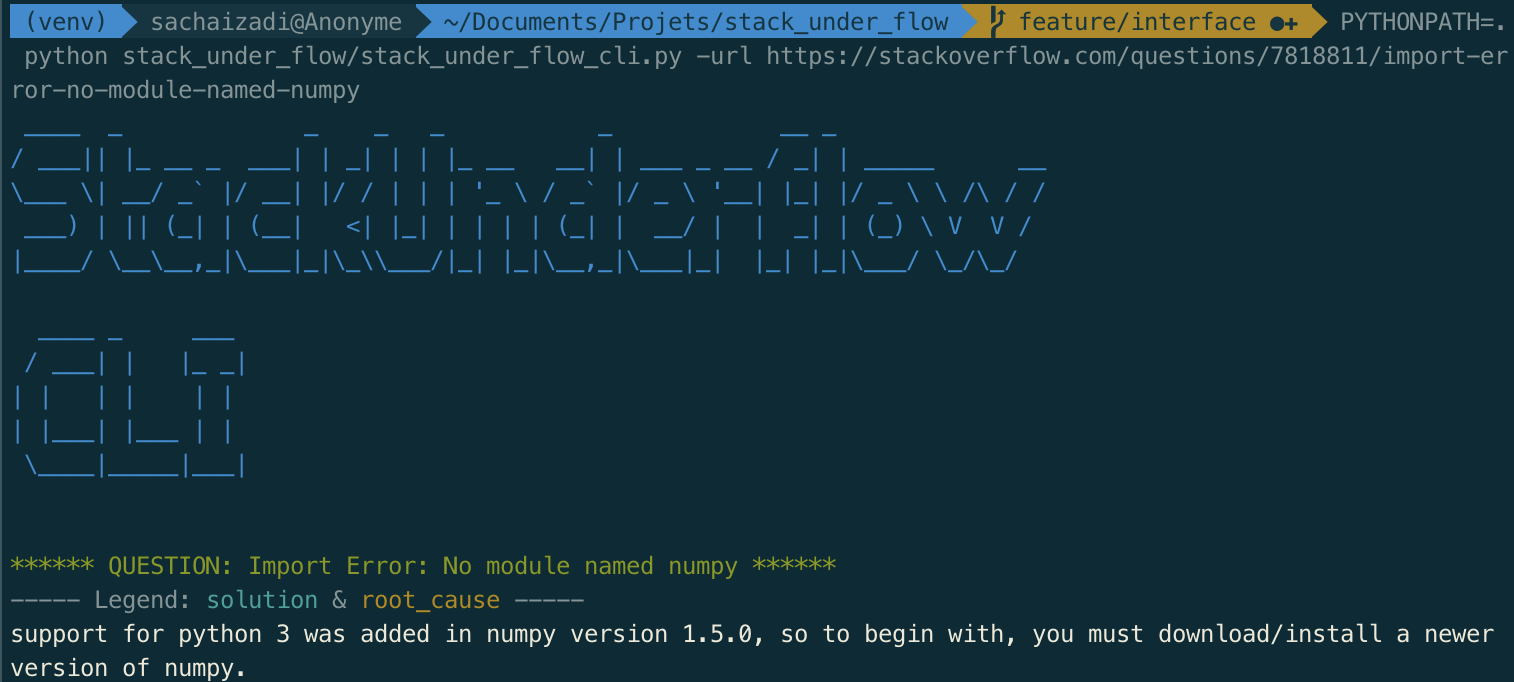 (venv) sachaizadi@Anonyme ~/Documents/Projets/stack_under_flow feature/interface ●✚ PYTHONPATH=.
python stack_under_flow/stack_under_flow_cli.py -url https://stackoverflow.com/questions/7818811/import-er
ror-no-module-named-numpy
StackUnderflow
CLI
****** QUESTION: Import Error: No module named numpy ******
----- Legend: solution & root_cause -----
support for python 3 was added in numpy version 1.5.0, so to begin with, you must download/install a newer
version of numpy.